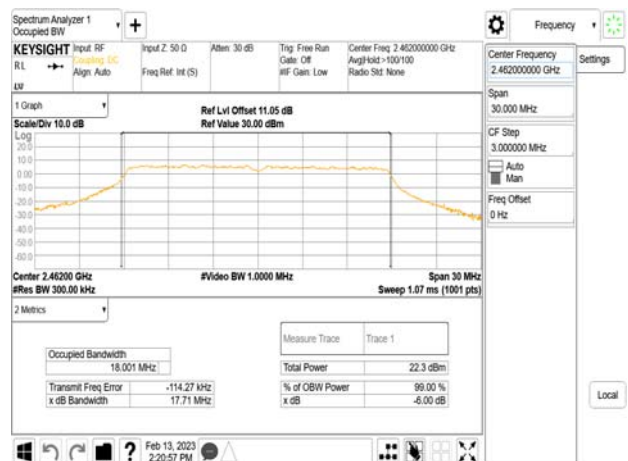 Spectrum Analyzer 1
Occupied BW
+
Frequency
KEYSIGHT Input: RF Input Z: 50 Ω Atten: 30 dB Trig: Free Run Center Freq: 2.462000000 GHz
Coupling: DC Gate: Off Avg|Hold:>100/100
RL Align: Auto Freq Ref: Int (S) #IF Gain: Low Radio Std: None
Center Frequency
2.462000000 GHz
Settings
Span
30.000 MHz
CF Step
3.000000 MHz
Auto
Man
Freq Offset
0 Hz
1 Graph
Ref Lvl Offset 11.05 dB
Scale/Div 10.0 dB Ref Value 30.00 dBm
Log
20.0
10.0
0.00
-10.0
-20.0
-30.0
-40.0
-50.0
-60.0
Center 2.46200 GHz #Video BW 1.0000 MHz Span 30 MHz
#Res BW 300.00 kHz Sweep 1.07 ms (1001 pts)
2 Metrics
Measure Trace Trace 1
Occupied Bandwidth
18.001 MHz Total Power 22.3 dBm
Transmit Freq Error -114.27 kHz % of OBW Power 99.00 %
x dB Bandwidth 17.71 MHz x dB -6.00 dB
Local
? Feb 13, 2023
2:20:57 PM